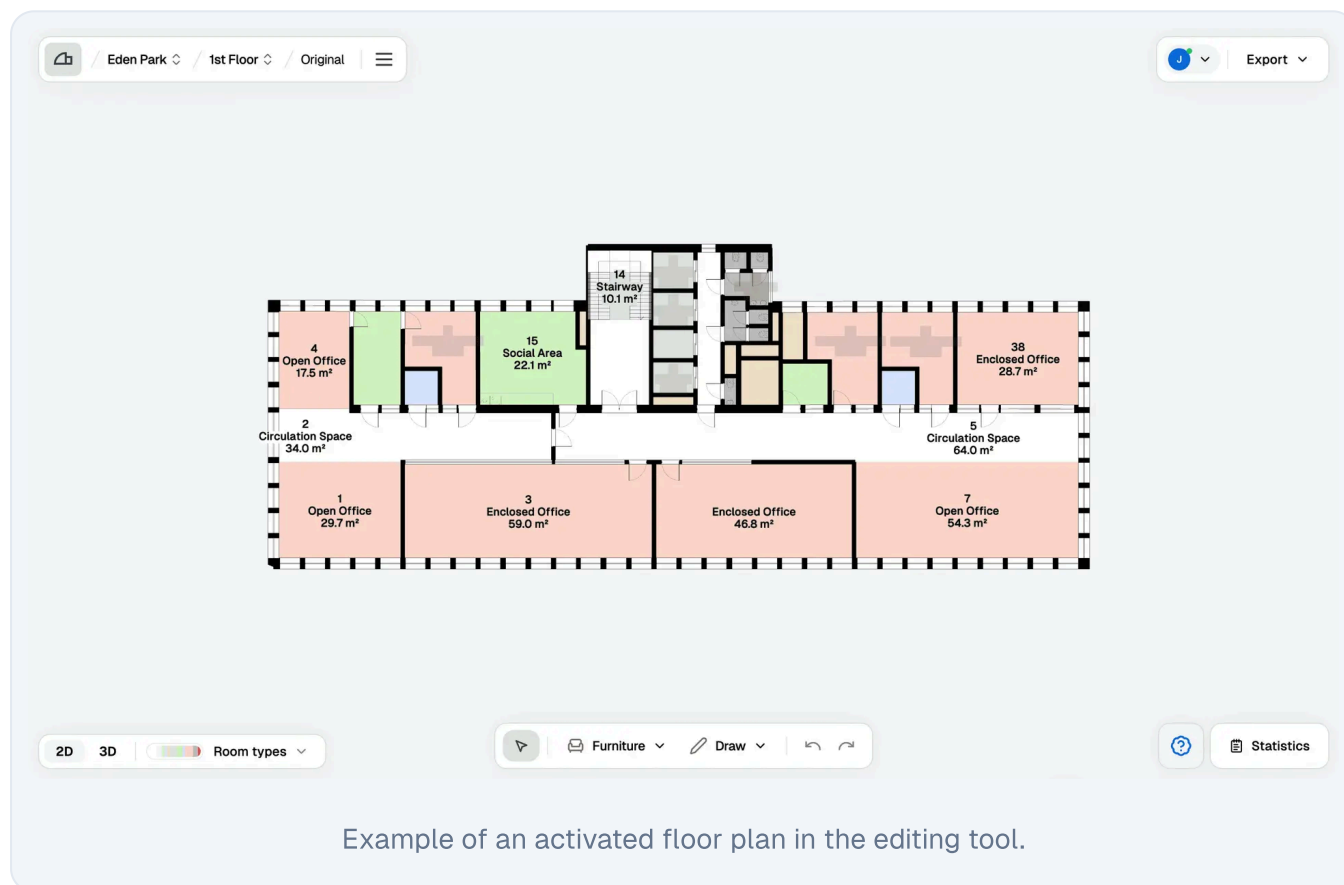 Eden Park
1st Floor
Original
J
Export
14
Stairway
10.1 m²
4
Open Office
17.5 m²
15
Social Area
22.1 m²
38
Enclosed Office
28.7 m²
2
Circulation Space
34.0 m²
5
Circulation Space
64.0 m²
1
Open Office
29.7 m²
3
Enclosed Office
59.0 m²
Enclosed Office
46.8 m²
7
Open Office
54.3 m²
2D
3D
Room types
Furniture
Draw
?
Statistics
Example of an activated floor plan in the editing tool.